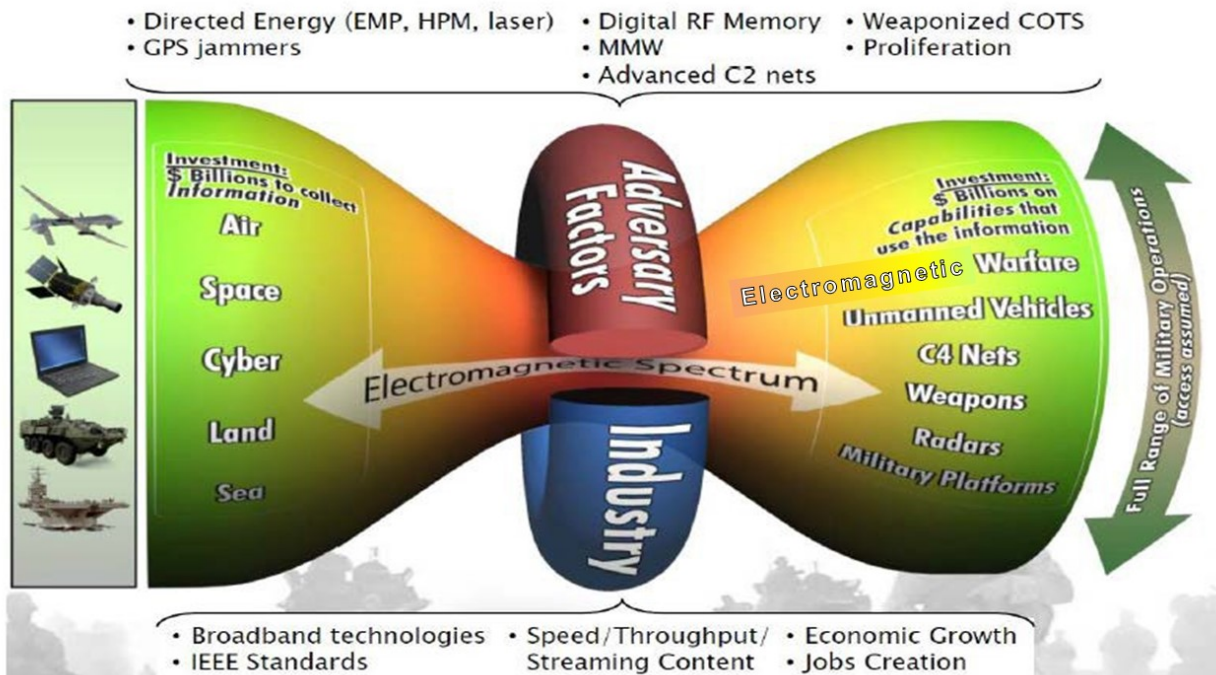 • Directed Energy (EMP, HPM, laser)
• GPS jammers
• Digital RF Memory
• MMW
• Advanced C2 nets
• Weaponized COTS
• Proliferation
Investment:
$ Billions to collect
Information
Air
Space
Cyber
Land
Sea
Adversary
Factors
Electromagnetic Spectrum
Industry
Investment:
$ Billions on
Capabilities that
use the information
Electromagnetic Warfare
Unmanned Vehicles
C4 Nets
Weapons
Radars
Military Platforms
Full Range of Military Operations
(access assumed)
• Broadband technologies
• IEEE Standards
• Speed/Throughput/
Streaming Content
• Economic Growth
• Jobs Creation